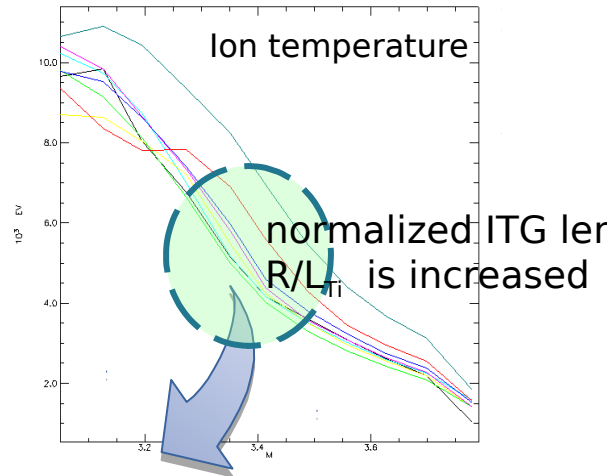 Ion temperature
10.0
8.0
6.0
4.0
2.0
10³ EV
normalized ITG ler
R/L_Ti is increased
3.2
3.4
3.6
M